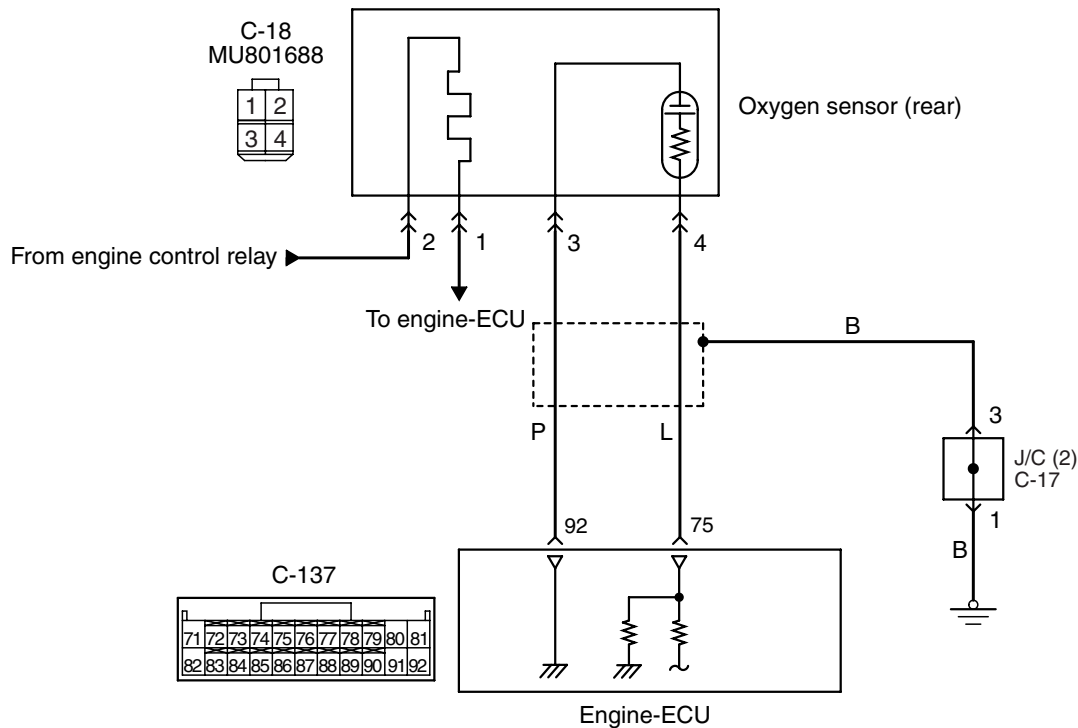 C-18
MU801688
1 2
3 4
Oxygen sensor (rear)
2 1 3 4
From engine control relay
To engine-ECU
B
P L
3
J/C (2)
C-17
1
B
92 75
C-137
71 72 73 74 75 76 77 78 79 80 81
82 83 84 85 86 87 88 89 90 91 92
Engine-ECU